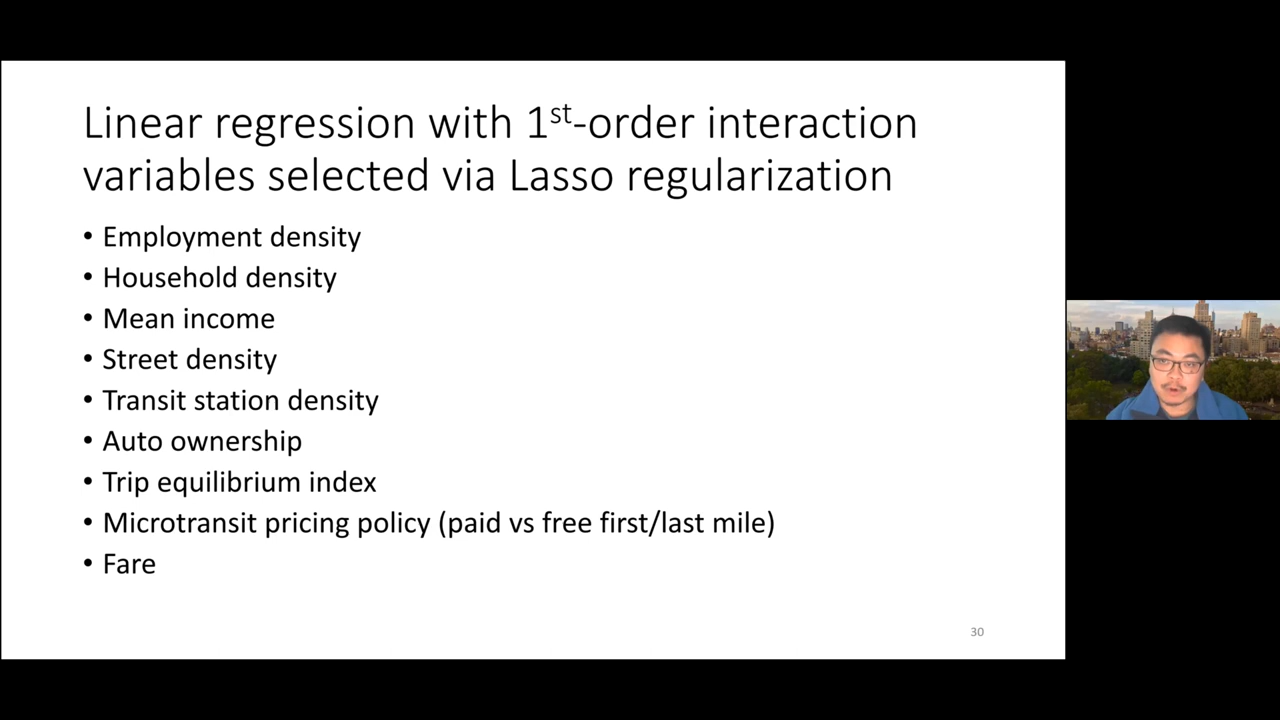 Linear regression with 1st-order interaction
variables selected via Lasso regularization
• Employment density
• Household density
• Mean income
• Street density
• Transit station density
• Auto ownership
• Trip equilibrium index
• Microtransit pricing policy (paid vs free first/last mile)
• Fare
30